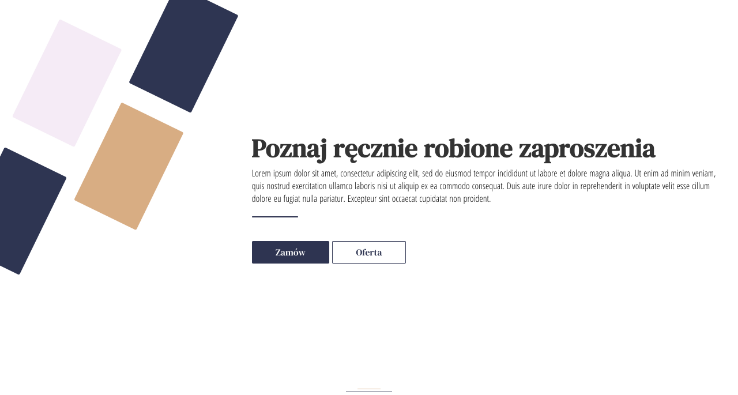 Poznaj ręcznie robione zaproszenia
Lorem ipsum dolor sit amet, consectetur adipiscing elit, sed do eiusmod tempor incididunt ut labore et dolore magna aliqua. Ut enim ad minim veniam,
quis nostrud exercitation ullamco laboris nisi ut aliquip ex ea commodo consequat. Duis aute irure dolor in reprehenderit in voluptate velit esse cillum
dolore eu fugiat nulla pariatur. Excepteur sint occaecat cupidatat non proident.
Zamów
Oferta